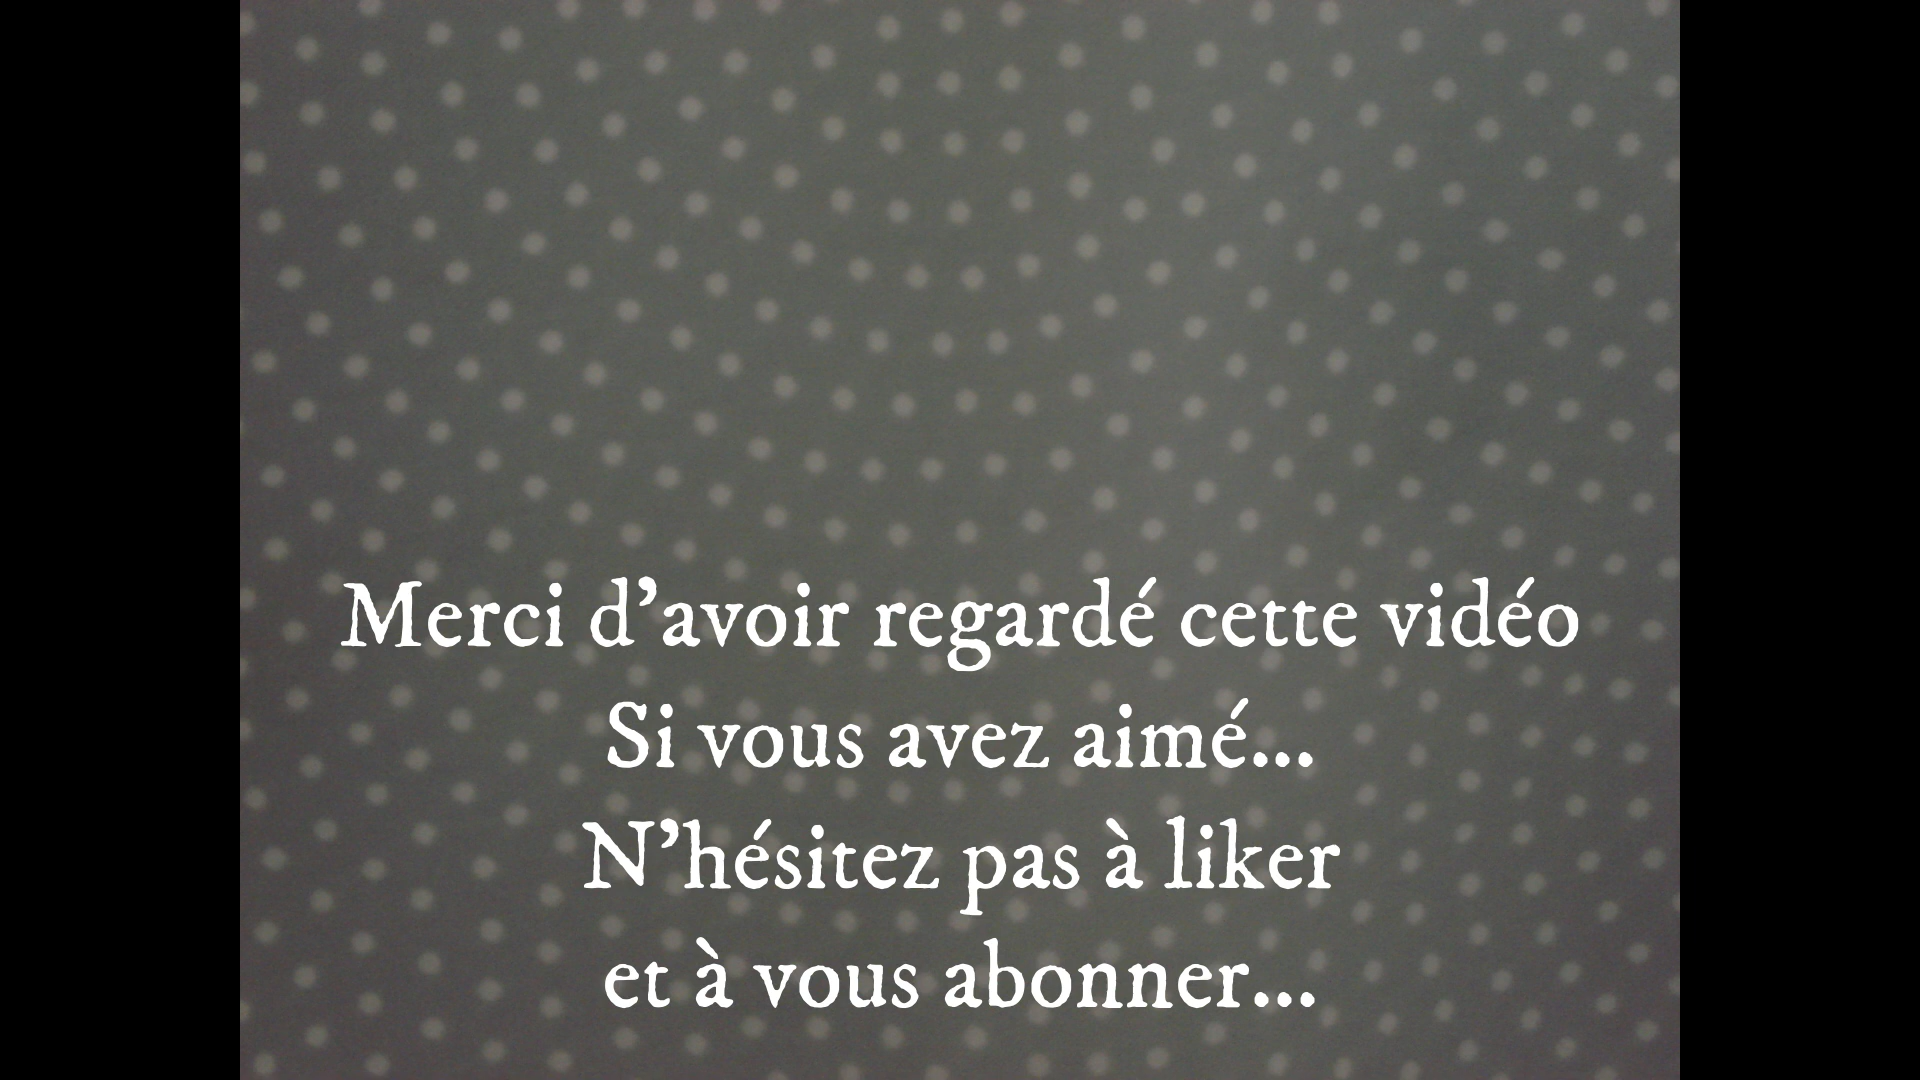 Merci d’avoir regardé cette vidéo
Si vous avez aimé...
N’hésitez pas à liker
et à vous abonner...